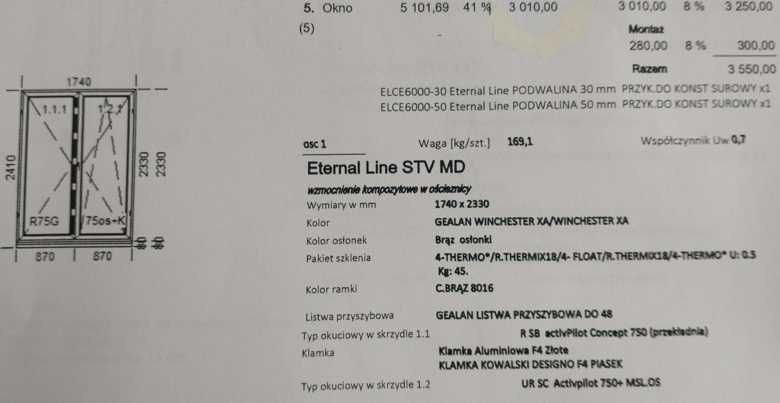 5. Okno 5 101,69 41 % 3 010,00 3 010,00 8 % 3 250,00
(5) Montaż
280,00 8 % 300,00
Razem 3 550,00
ELCE6000-30 Eternal Line PODWALINA 30 mm PRZYK.DO KONST SUROWY x1
ELCE6000-50 Eternal Line PODWALINA 50 mm PRZYK.DO KONST SUROWY x1
1740
1.1.1 1.2.1
2410 2330 2330
R75G 75os+K
870 870 80 80
osc 1 Waga [kg/szt.] 169,1 Współczynnik Uw 0,7
Eternal Line STV MD
wzmocnienie kompozytowe w ościeżnicy
Wymiary w mm 1740 x 2330
Kolor GEALAN WINCHESTER XA/WINCHESTER XA
Kolor osłonek Brąz osłonki
Pakiet szklenia 4-THERMO*/R.THERMIX18/4- FLOAT/R.THERMIX18/4-THERMO* U: 0.5
Kg: 45.
Kolor ramki C.BRĄZ 8016
Listwa przyszybowa GEALAN LISTWA PRZYSZYBOWA DO 48
Typ okuciowy w skrzydle 1.1 R SB activPilot Concept 750 (przekładnia)
Klamka Klamka Aluminiowa F4 Złote
KLAMKA KOWALSKI DESIGNO F4 PIASEK
Typ okuciowy w skrzydle 1.2 UR SC Activpilot 750+ MSL.OS